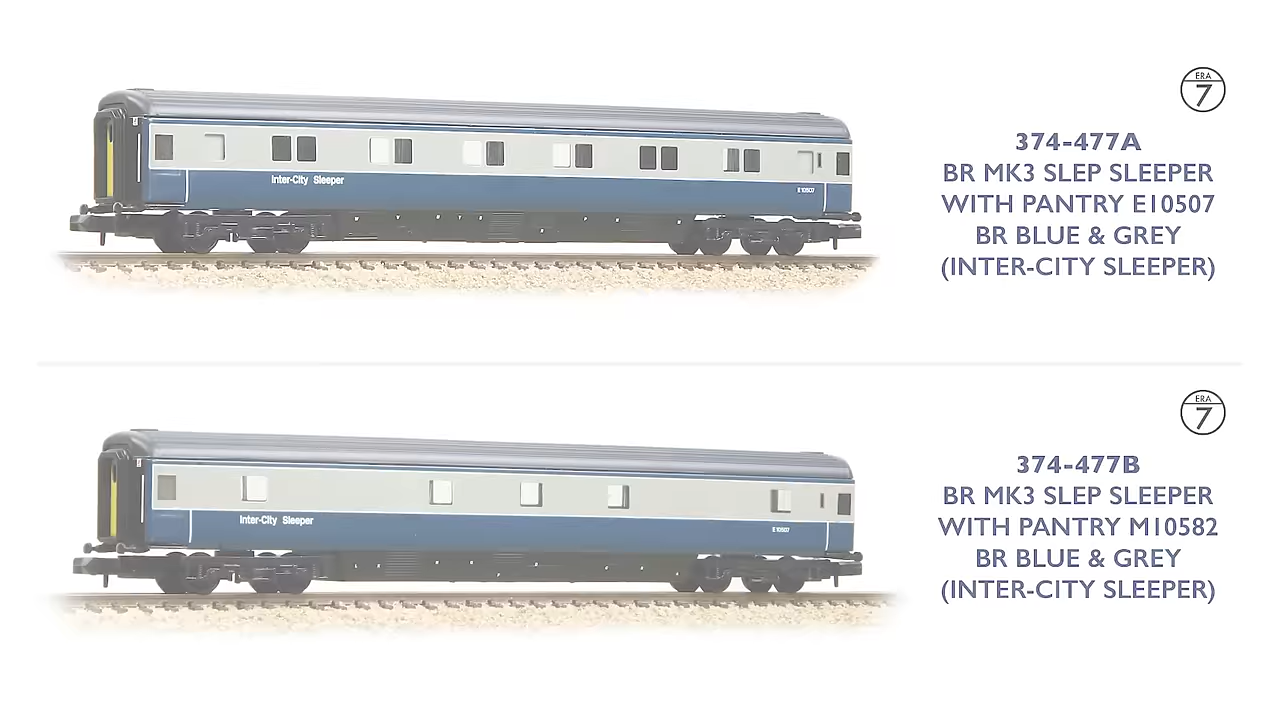 ERA
7
374-477A
BR MK3 SLEP SLEEPER
WITH PANTRY E10507
BR BLUE & GREY
(INTER-CITY SLEEPER)
Inter-City Sleeper
E 10507
ERA
7
374-477B
BR MK3 SLEP SLEEPER
WITH PANTRY M10582
BR BLUE & GREY
(INTER-CITY SLEEPER)
Inter-City Sleeper
E 10507